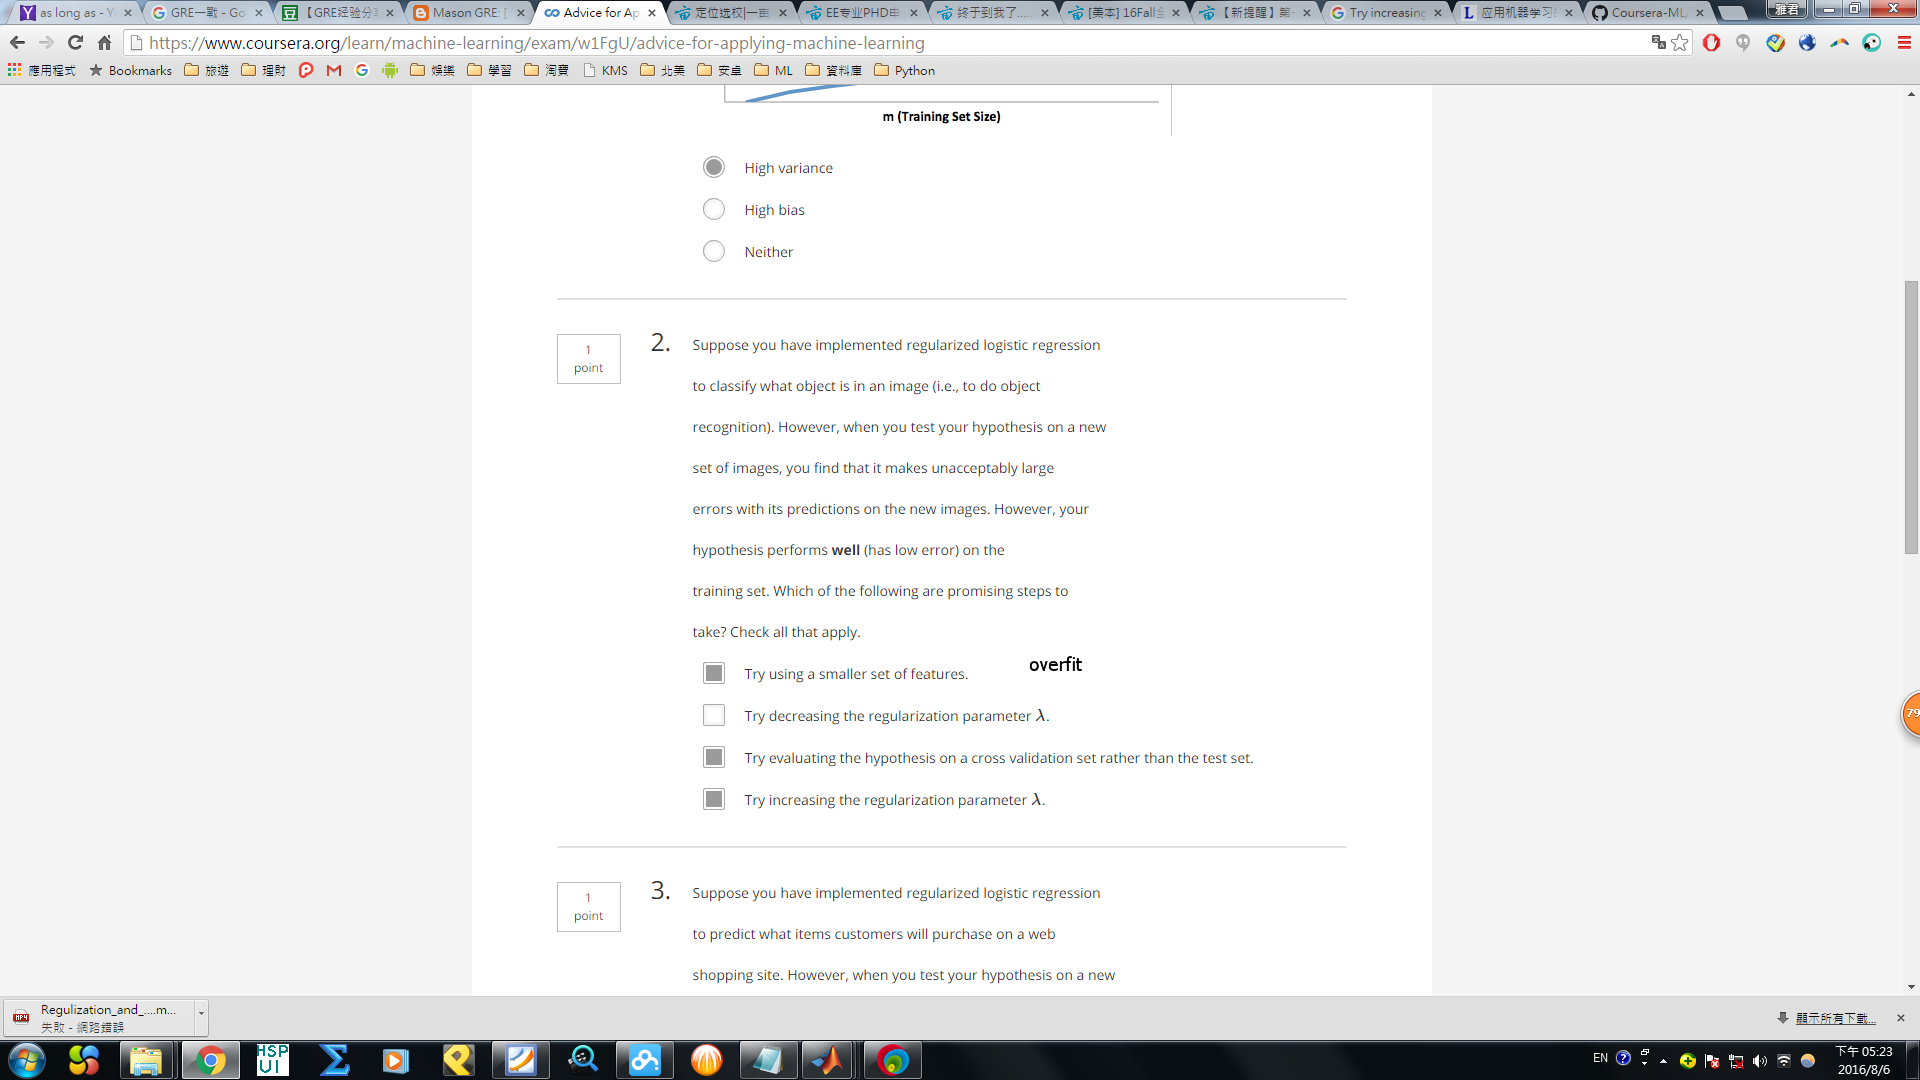 as long as - Y
GRE一戰 - Go
【GRE经验分
Mason GRE: [
Advice for Ap
定位选校|一亩
EE专业PHD申
终于到我了.....
[美本] 16Fall
【新提醒】第一
Try increasing
应用机器学习
Coursera-ML
雅君
https://www.coursera.org/learn/machine-learning/exam/w1FgU/advice-for-applying-machine-learning
應用程式
Bookmarks
旅遊
理財
娛樂
學習
淘寶
KMS
北美
安卓
ML
資料庫
Python
m (Training Set Size)
High variance
High bias
Neither
1
point
2.
Suppose you have implemented regularized logistic regression
to classify what object is in an image (i.e., to do object
recognition). However, when you test your hypothesis on a new
set of images, you find that it makes unacceptably large
errors with its predictions on the new images. However, your
hypothesis performs well (has low error) on the
training set. Which of the following are promising steps to
take? Check all that apply.
overfit
Try using a smaller set of features.
Try decreasing the regularization parameter λ.
Try evaluating the hypothesis on a cross validation set rather than the test set.
Try increasing the regularization parameter λ.
79
1
point
3.
Suppose you have implemented regularized logistic regression
to predict what items customers will purchase on a web
shopping site. However, when you test your hypothesis on a new
Regulization_and_....m...
失敗 - 網路錯誤
顯示所有下載...
HSP
UI
EN
下午 05:23
2016/8/6